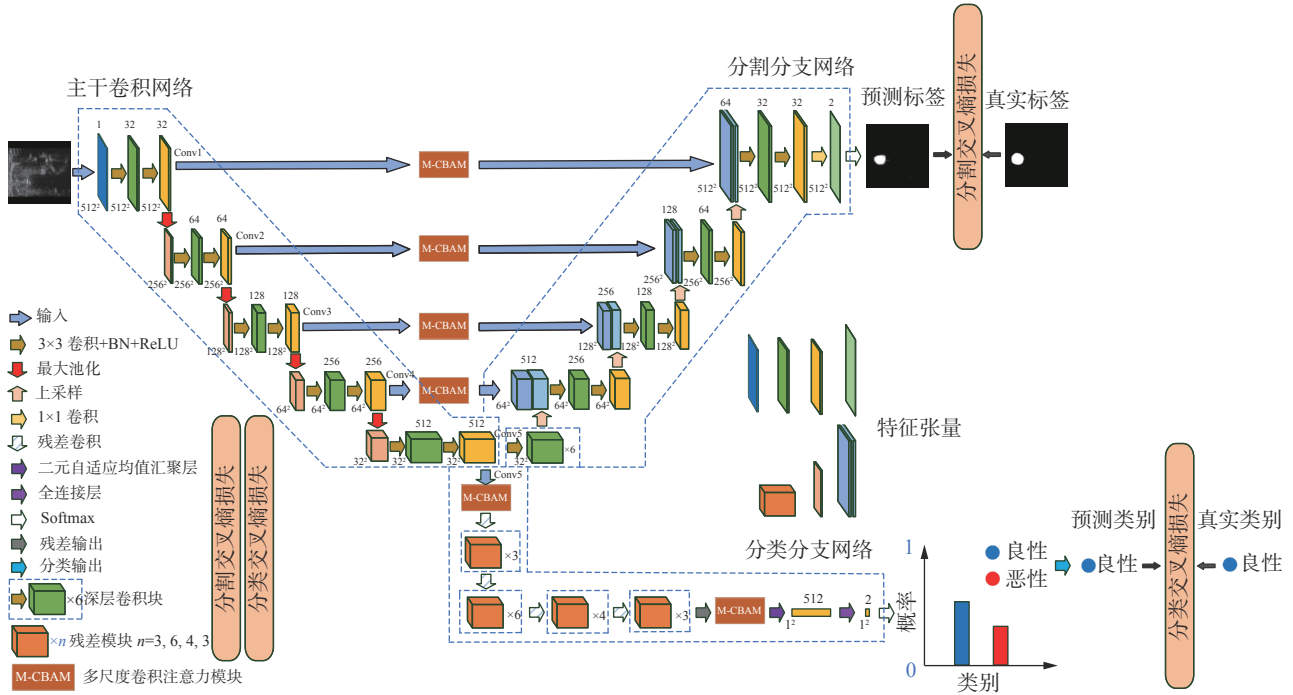 主干卷积网络
分割分支网络
预测标签
真实标签
分割交叉熵损失
1
32
32
Conv1
M-CBAM
64
32
32
2
512²
512²
512²
512²
512²
512²
512²
64
64
Conv2
M-CBAM
128
64
256²
256²
256²
256²
256²
256²
128
128
Conv3
M-CBAM
256
128
128²
128²
128²
128²
128²
128²
256
256
Conv4
M-CBAM
512
256
64²
64²
64²
64²
64²
64²
512
512
Conv5
×6
32²
32²
32²
32²
Conv5
M-CBAM
×3
×6
×4
×3
M-CBAM
512
1²
2
1²
分类分支网络
特征张量
输入
3×3 卷积+BN+ReLU
最大池化
上采样
1×1 卷积
残差卷积
二元自适应均值汇聚层
全连接层
Softmax
残差输出
分类输出
×6深层卷积块
×n 残差模块 n=3, 6, 4, 3
M-CBAM 多尺度卷积注意力模块
分割交叉熵损失
分类交叉熵损失
1
概率
0
类别
良性
恶性
预测类别
良性
分类交叉熵损失
真实类别
良性